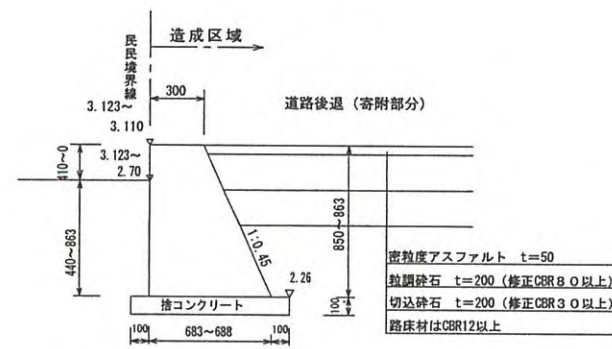 民民境界線
造成区域
300
道路後退（寄附部分）
3.123～
3.110
410～0
3.123～
2.70
440～863
1:0.45
850～863
2.26
捨コンクリート
100
100
683～688
100
密粒度アスファルト t=50
粒調砕石 t=200（修正CBR80以上）
切込砕石 t=200（修正CBR30以上）
路床材はCBR12以上